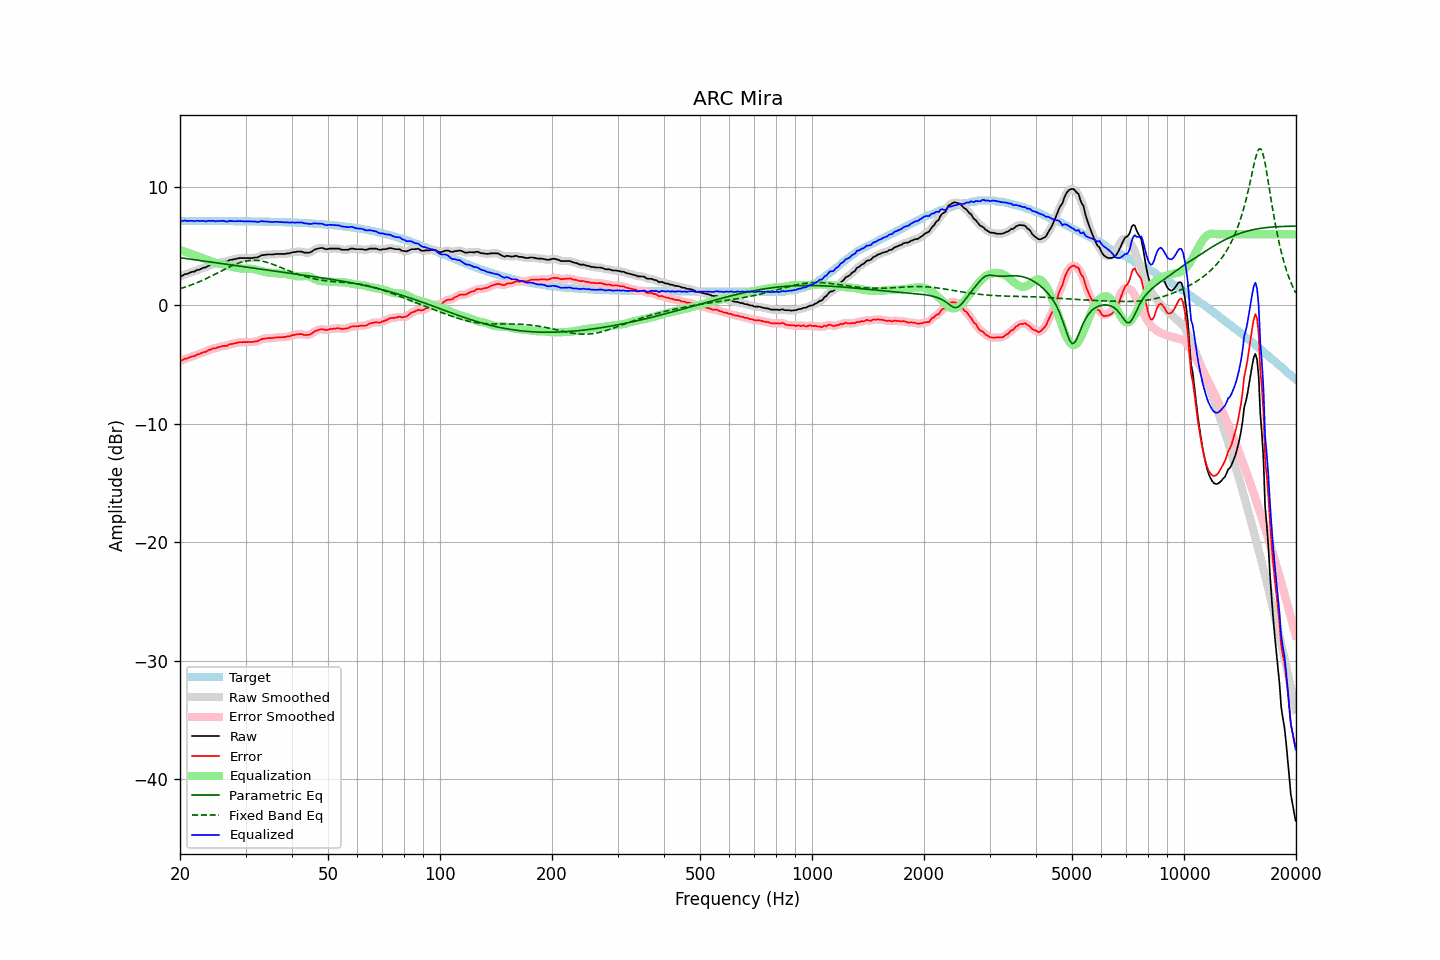 ARC Mira
10
0
−10
−20
−30
−40
Amplitude (dBr)
Target
Raw Smoothed
Error Smoothed
Raw
Error
Equalization
Parametric Eq
Fixed Band Eq
Equalized
20 50 100 200 500 1000 2000 5000 10000 20000
Frequency (Hz)